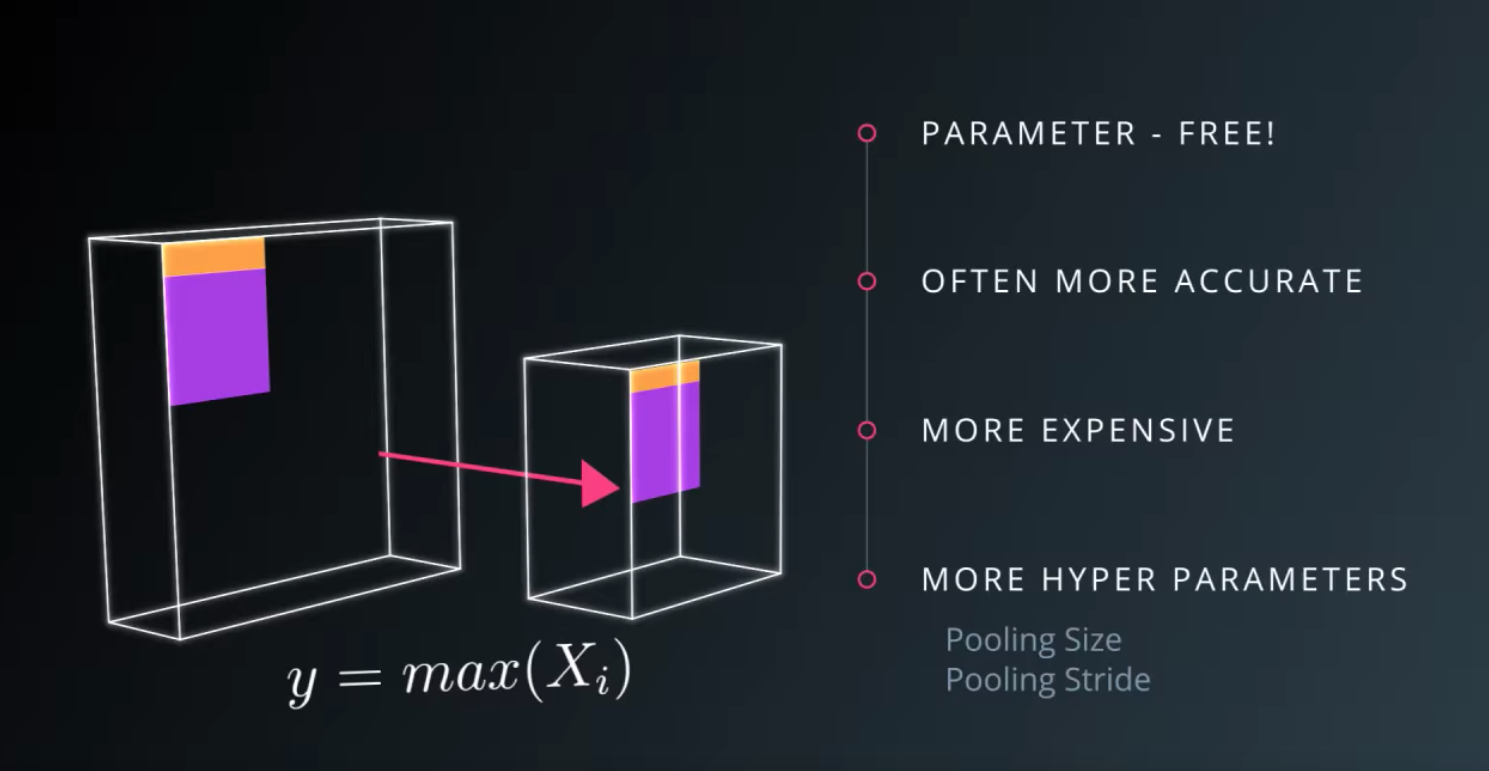 PARAMETER - FREE!
OFTEN MORE ACCURATE
MORE EXPENSIVE
MORE HYPER PARAMETERS
Pooling Size
Pooling Stride
y = max(X_i)